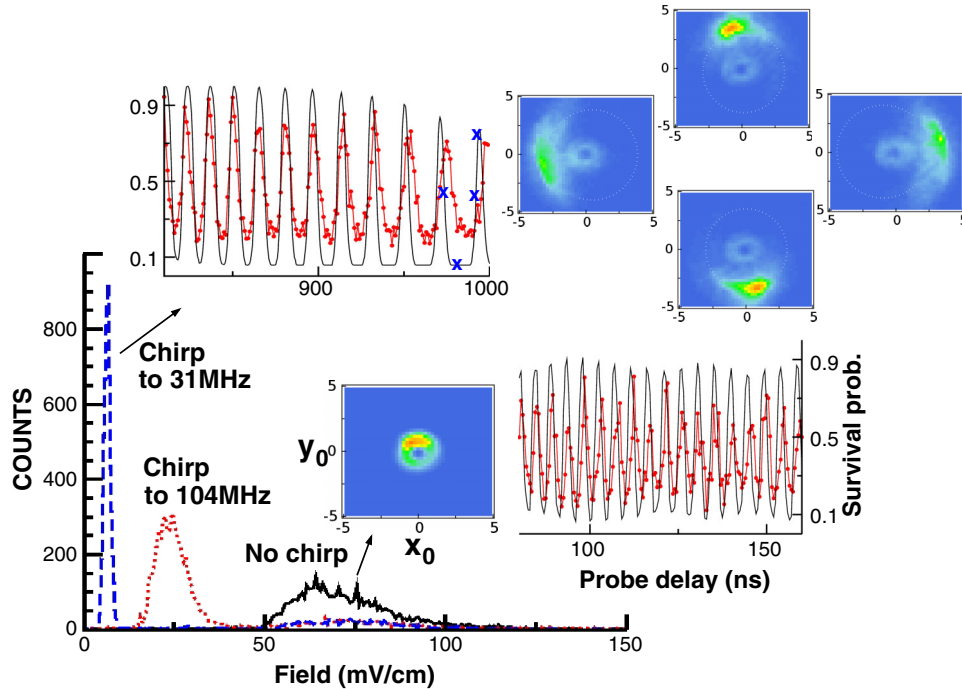 5
0
-5
-5 0 5
5
0
-5
-5 0 5
5
0
-5
-5 0 5
5
0
-5
-5 0 5
0.9
0.5
0.1
x
x
x
x
900 1000
Chirp
to 31MHz
Chirp
to 104MHz
No chirp
COUNTS
800
600
400
200
0
0 50 100 150
Field (mV/cm)
5
y0 0
-5
-5 0 5
x0
0.9
0.5
0.1
Survival prob.
100 150
Probe delay (ns)